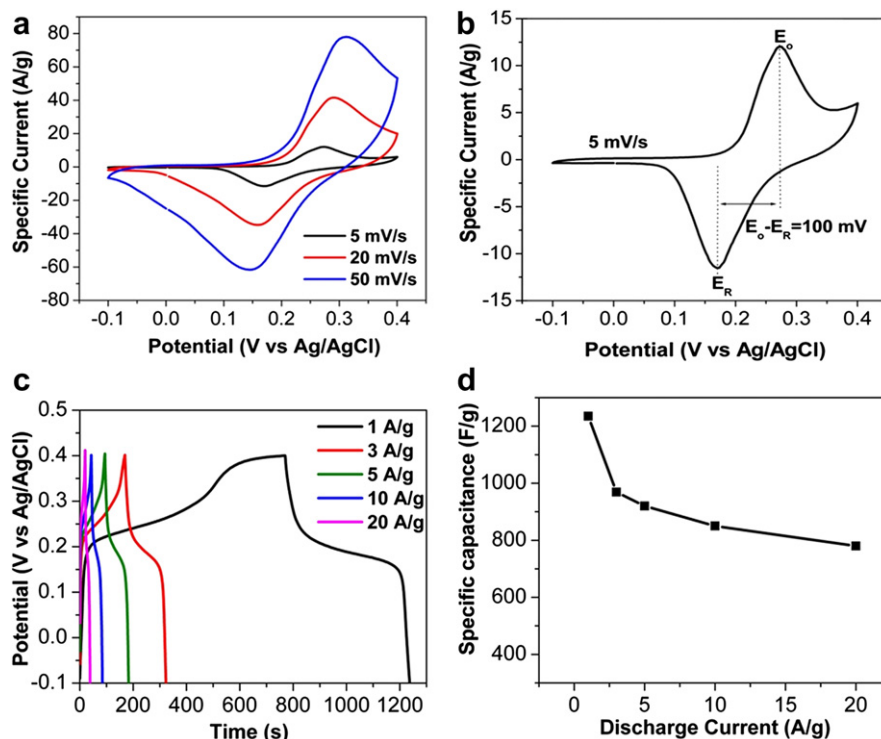 a
Specific Current (A/g)
80
60
40
20
0
-20
-40
-60
-80
5 mV/s
20 mV/s
50 mV/s
-0.1
0.0
0.1
0.2
0.3
0.4
Potential (V vs Ag/AgCl)
b
Specific Current (A/g)
15
10
5
0
-5
-10
-15
Eo
5 mV/s
Eo-ER=100 mV
ER
-0.1
0.0
0.1
0.2
0.3
0.4
Potential (V vs Ag/AgCl)
c
Potential (V vs Ag/AgCl)
0.5
0.4
0.3
0.2
0.1
0.0
-0.1
1 A/g
3 A/g
5 A/g
10 A/g
20 A/g
0
200
400
600
800
1000
1200
Time (s)
d
Specific capacitance (F/g)
1200
1000
800
600
400
0
5
10
15
20
Discharge Current (A/g)